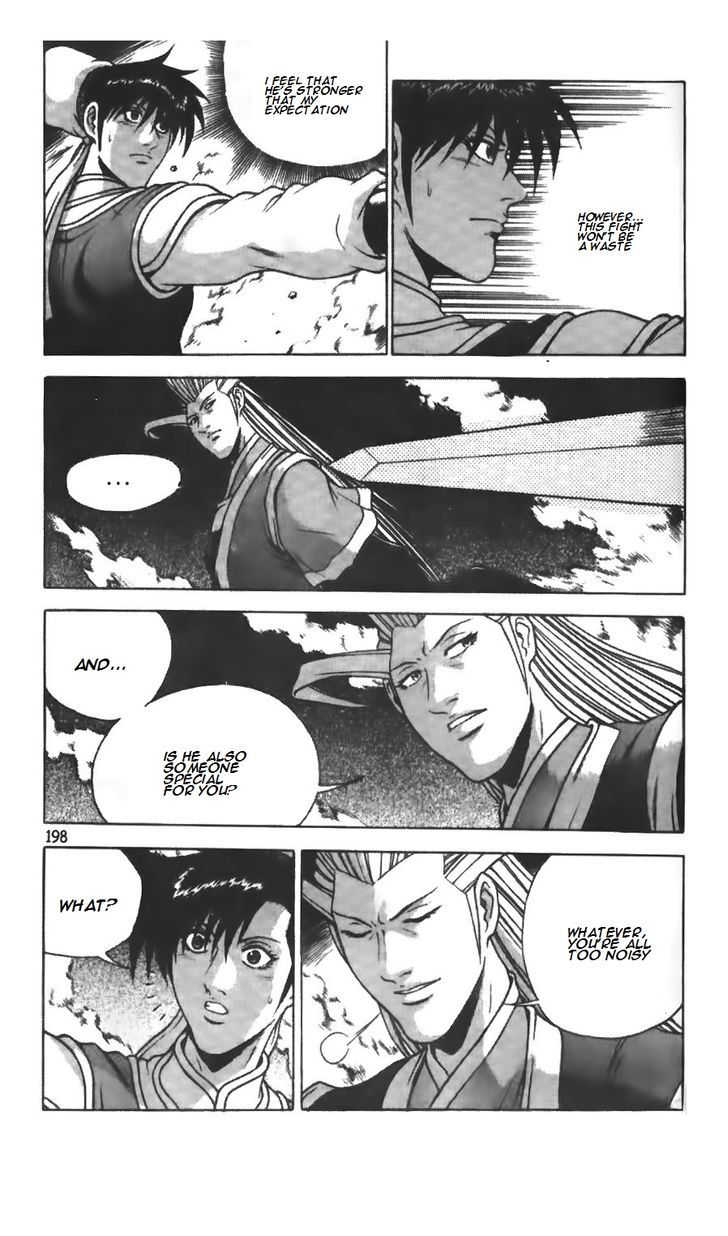 I FEEL THAT
HE'S STRONGER
THAT MY
EXPECTATION
HOWEVER...
THIS FIGHT
WON'T BE
A WASTE
...
AND...
IS HE ALSO
SOMEONE
SPECIAL
FOR YOU?
198
WHAT?
WHATEVER,
YOU'RE ALL
TOO NOISY